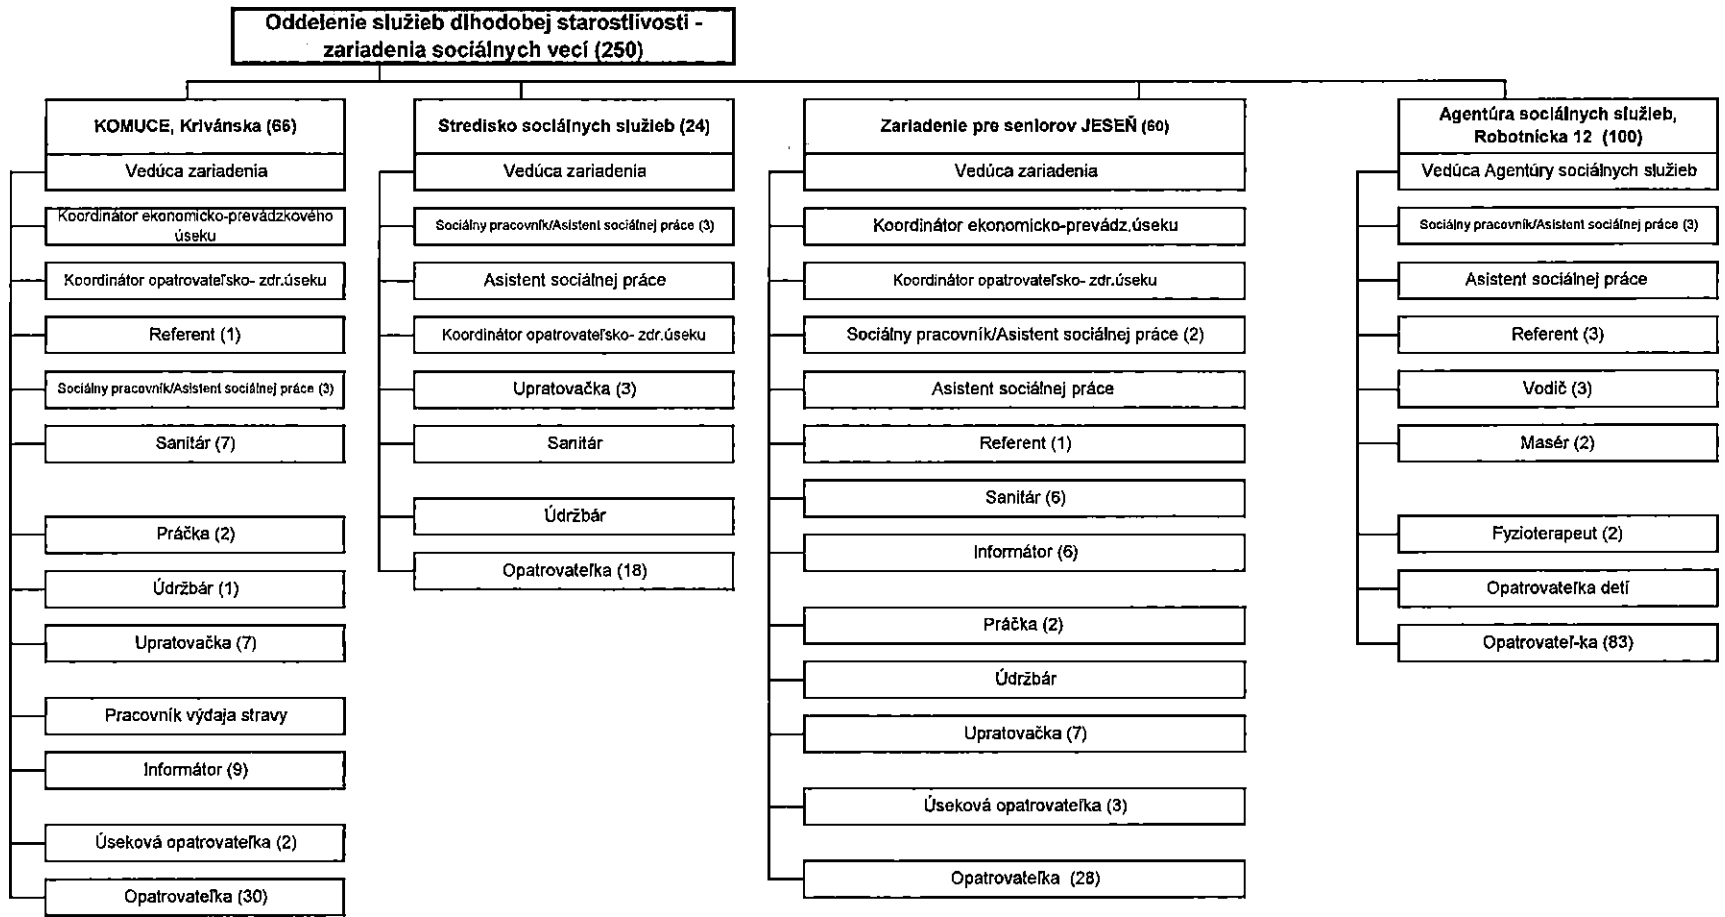 Oddelenie služieb dlhodobej starostlivosti -
zariadenia sociálnych vecí (250)
KOMUCE, Krivánska (66)
Vedúca zariadenia
Koordinátor ekonomicko-prevádzkového
úseku
Koordinátor opatrovateľsko- zdr.úseku
Referent (1)
Sociálny pracovník/Asistent sociálnej práce (3)
Sanitár (7)
Práčka (2)
Údržbár (1)
Upratovačka (7)
Pracovník výdaja stravy
Informátor (9)
Úseková opatrovateľka (2)
Opatrovateľka (30)
Stredisko sociálnych služieb (24)
Vedúca zariadenia
Sociálny pracovník/Asistent sociálnej práce (3)
Asistent sociálnej práce
Koordinátor opatrovateľsko- zdr.úseku
Upratovačka (3)
Sanitár
Údržbár
Opatrovateľka (18)
Zariadenie pre seniorov JESEŇ (60)
Vedúca zariadenia
Koordinátor ekonomicko-prevádz.úseku
Koordinátor opatrovateľsko- zdr.úseku
Sociálny pracovník/Asistent sociálnej práce (2)
Asistent sociálnej práce
Referent (1)
Sanitár (6)
Informátor (6)
Práčka (2)
Údržbár
Upratovačka (7)
Úseková opatrovateľka (3)
Opatrovateľka (28)
Agentúra sociálnych služieb,
Robotnícka 12 (100)
Vedúca Agentúry sociálnych služieb
Sociálny pracovník/Asistent sociálnej práce (3)
Asistent sociálnej práce
Referent (3)
Vodič (3)
Masér (2)
Fyzioterapeut (2)
Opatrovateľka detí
Opatrovateľ-ka (83)